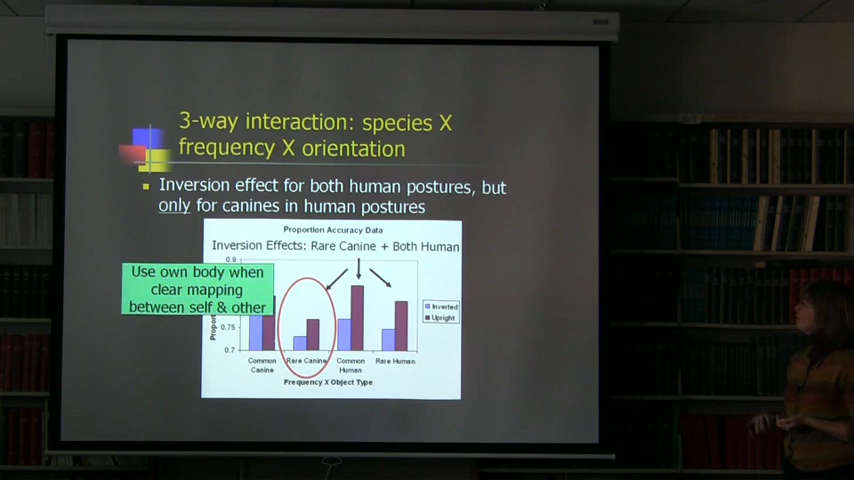 3-way interaction: species X
frequency X orientation
Inversion effect for both human postures, but
only for canines in human postures
Proportion Accuracy Data
Inversion Effects: Rare Canine + Both Human
0.9
Use own body when
clear mapping
between self & other
0.75
0.7
Inverted
Upright
Common Canine
Rare Canine
Common Human
Rare Human
Frequency X Object Type